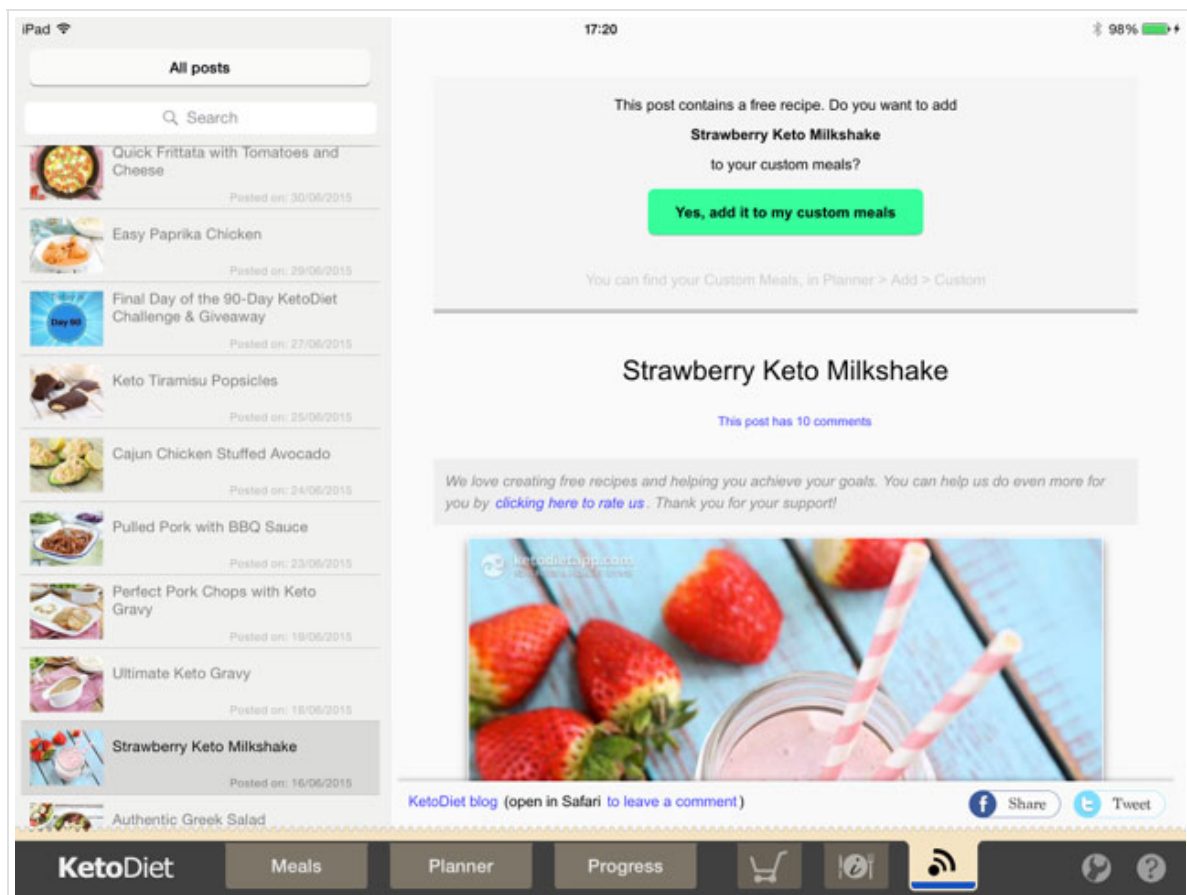 iPad
17:20
98%
All posts
Search
Quick Frittata with Tomatoes and
Cheese
Posted on: 30/06/2015
Easy Paprika Chicken
Posted on: 29/06/2015
Day 90
Final Day of the 90-Day KetoDiet
Challenge & Giveaway
Posted on: 27/06/2015
Keto Tiramisu Popsicles
Posted on: 25/06/2015
Cajun Chicken Stuffed Avocado
Posted on: 24/06/2015
Pulled Pork with BBQ Sauce
Posted on: 23/06/2015
Perfect Pork Chops with Keto
Gravy
Posted on: 19/06/2015
Ultimate Keto Gravy
Posted on: 18/06/2015
Strawberry Keto Milkshake
Posted on: 16/06/2015
Authentic Greek Salad
This post contains a free recipe. Do you want to add
Strawberry Keto Milkshake
to your custom meals?
Yes, add it to my custom meals
You can find your Custom Meals, in Planner > Add > Custom
Strawberry Keto Milkshake
This post has 10 comments
We love creating free recipes and helping you achieve your goals. You can help us do even more for
you by clicking here to rate us . Thank you for your support!
ketodietapp.com
KetoDiet blog (open in Safari to leave a comment)
f Share
t Tweet
KetoDiet
Meals
Planner
Progress
?